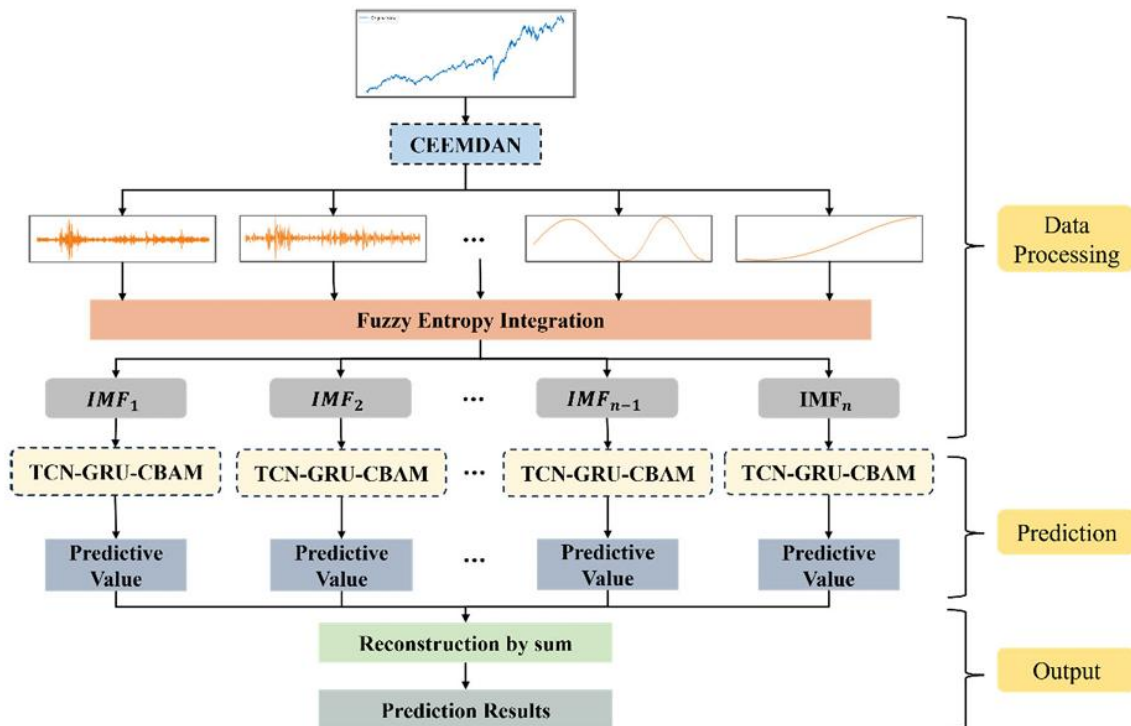 CEEMDAN
...
Data
Processing
Fuzzy Entropy Integration
IMF₁
IMF₂
...
IMFₙ₋₁
IMFₙ
TCN-GRU-CBAM
TCN-GRU-CBAM
...
TCN-GRU-CBAM
TCN-GRU-CBAM
Prediction
Predictive
Value
Predictive
Value
...
Predictive
Value
Predictive
Value
Reconstruction by sum
Output
Prediction Results